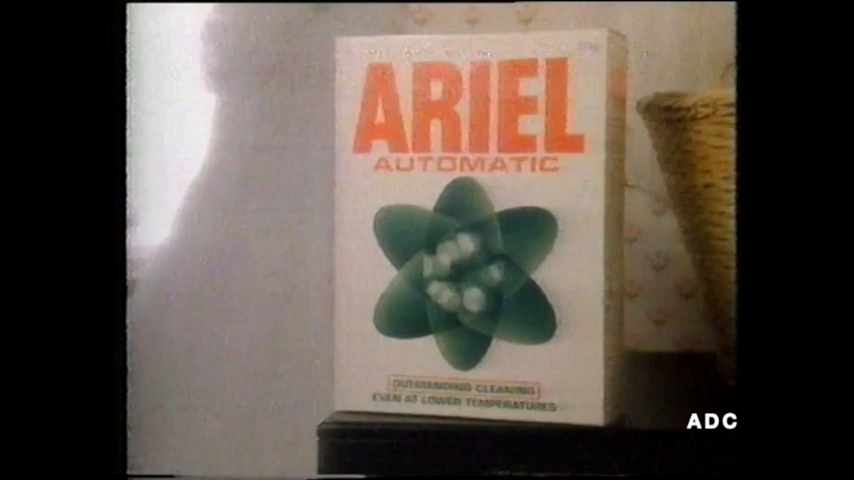 ARIEL
AUTOMATIC
OUTSTANDING CLEANING
EVEN AT LOWER TEMPERATURES
ADC